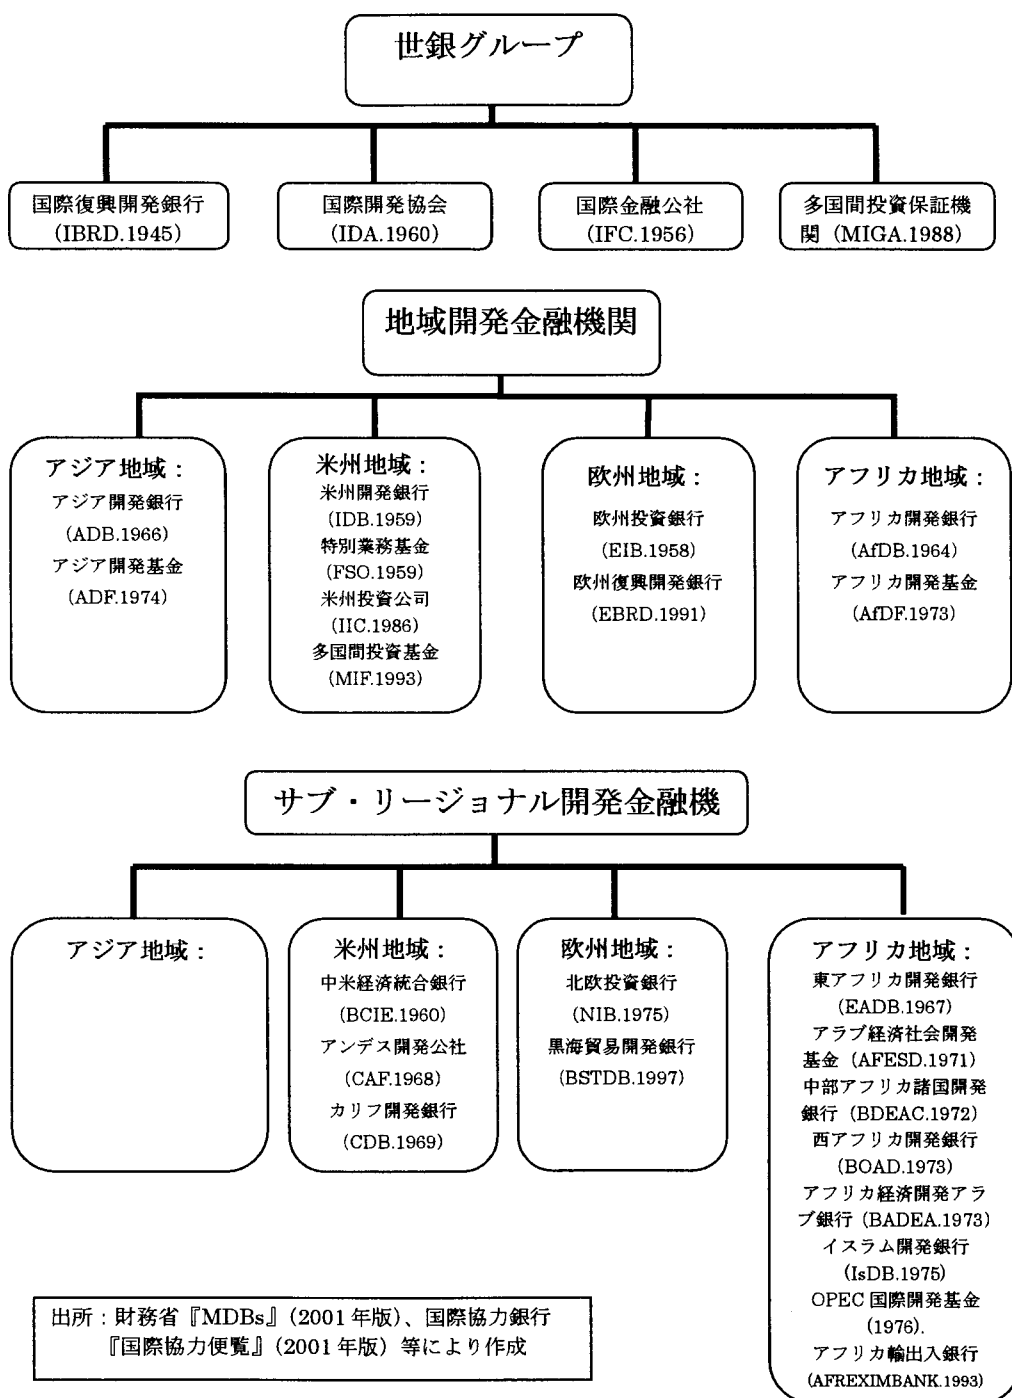 世銀グループ
国際復興開発銀行
(IBRD.1945)
国際開発協会
(IDA.1960)
国際金融公社
(IFC.1956)
多国間投資保証機
関（MIGA.1988）
地域開発金融機関
アジア地域：
アジア開発銀行
(ADB.1966)
アジア開発基金
(ADF.1974)
米州地域：
米州開発銀行
(IDB.1959)
特別業務基金
(FSO.1959)
米州投資公司
(IIC.1986)
多国間投資基金
(MIF.1993)
欧州地域：
欧州投資銀行
(EIB.1958)
欧州復興開発銀行
(EBRD.1991)
アフリカ地域：
アフリカ開発銀行
(AfDB.1964)
アフリカ開発基金
(AfDF.1973)
サブ・リージョナル開発金融機
アジア地域：
米州地域：
中米経済統合銀行
(BCIE.1960)
アンデス開発公社
(CAF.1968)
カリフ開発銀行
(CDB.1969)
欧州地域：
北欧投資銀行
(NIB.1975)
黒海貿易開発銀行
(BSTDB.1997)
アフリカ地域：
東アフリカ開発銀行
(EADB.1967)
アラブ経済社会開発
基金（AFESD.1971）
中部アフリカ諸国開発
銀行（BDEAC.1972）
西アフリカ開発銀行
(BOAD.1973)
アフリカ経済開発アラ
ブ銀行（BADEA.1973）
イスラム開発銀行
(IsDB.1975)
OPEC 国際開発基金
(1976).
アフリカ輸出入銀行
(AFREXIMBANK.1993)
出所：財務省『MDBs』（2001年版）、国際協力銀行
『国際協力便覧』（2001年版）等により作成